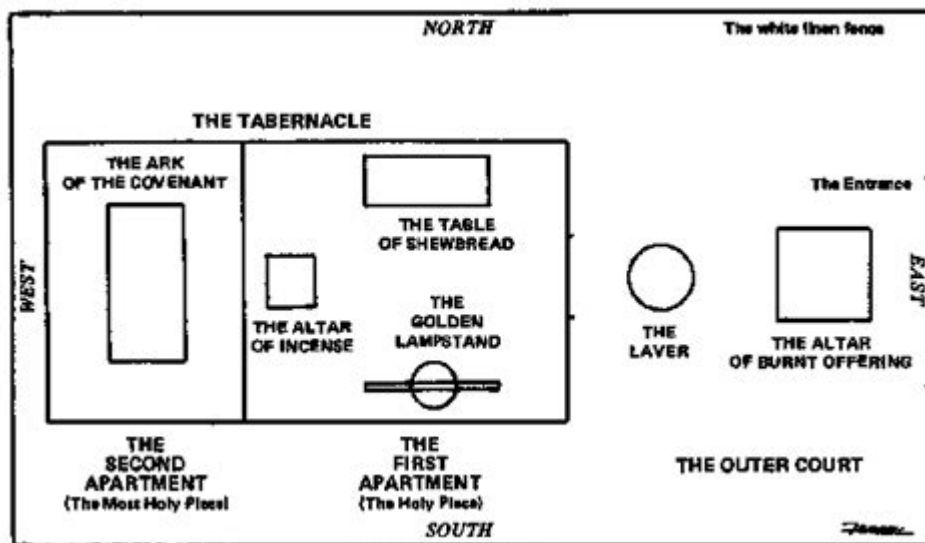 NORTH
The white linen fence
THE TABERNACLE
THE ARK
OF THE COVENANT
THE TABLE
OF SHEWBREAD
The Entrance
WEST
EAST
THE ALTAR
OF INCENSE
THE
GOLDEN
LAMPSTAND
THE
LAVER
THE ALTAR
OF BURNT OFFERING
THE
SECOND
APARTMENT
(The Most Holy Place)
THE
FIRST
APARTMENT
(The Holy Place)
THE OUTER COURT
SOUTH